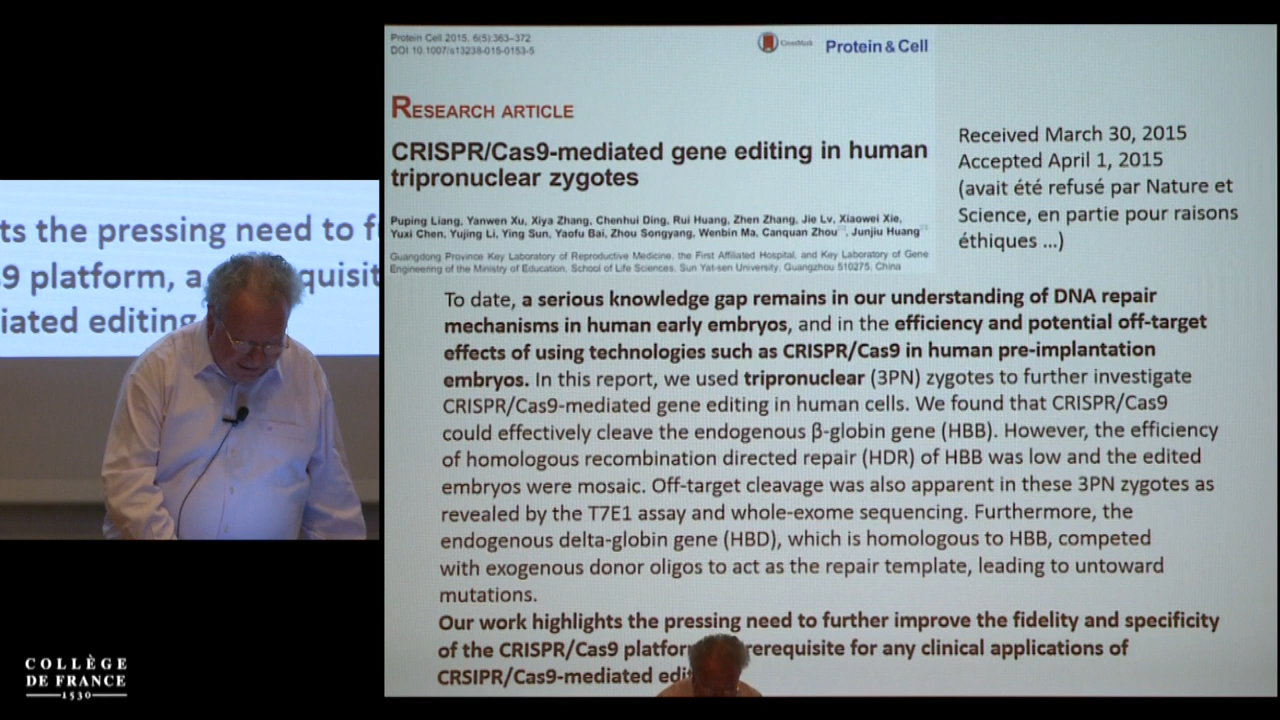 Protein Cell 2015, 6(5):363–372
DOI 10.1007/s13238-015-0153-5
CrossMark
Protein & Cell
RESEARCH ARTICLE
CRISPR/Cas9-mediated gene editing in human
tripronuclear zygotes
Puping Liang, Yanwen Xu, Xiya Zhang, Chenhui Ding, Rui Huang, Zhen Zhang, Jie Lv, Xiaowei Xie,
Yuxi Chen, Yujing Li, Ying Sun, Yaofu Bai, Zhou Songyang, Wenbin Ma, Canquan Zhou, Junjiu Huang
Guangdong Province Key Laboratory of Reproductive Medicine, the First Affiliated Hospital, and Key Laboratory of Gene
Engineering of the Ministry of Education, School of Life Sciences, Sun Yat-sen University, Guangzhou 510275, China
Received March 30, 2015
Accepted April 1, 2015
(avait été refusé par Nature et
Science, en partie pour raisons
éthiques ...)
To date, a serious knowledge gap remains in our understanding of DNA repair
mechanisms in human early embryos, and in the efficiency and potential off-target
effects of using technologies such as CRISPR/Cas9 in human pre-implantation
embryos. In this report, we used tripronuclear (3PN) zygotes to further investigate
CRISPR/Cas9-mediated gene editing in human cells. We found that CRISPR/Cas9
could effectively cleave the endogenous β-globin gene (HBB). However, the efficiency
of homologous recombination directed repair (HDR) of HBB was low and the edited
embryos were mosaic. Off-target cleavage was also apparent in these 3PN zygotes as
revealed by the T7E1 assay and whole-exome sequencing. Furthermore, the
endogenous delta-globin gene (HBD), which is homologous to HBB, competed
with exogenous donor oligos to act as the repair template, leading to untoward
mutations.
Our work highlights the pressing need to further improve the fidelity and specificity
of the CRISPR/Cas9 platfor rerequisite for any clinical applications of
CRSIPR/Cas9-mediated edi
ts the pressing need to f
9 platform, a quisit
iated editing
COLLÈGE
DE FRANCE
1530